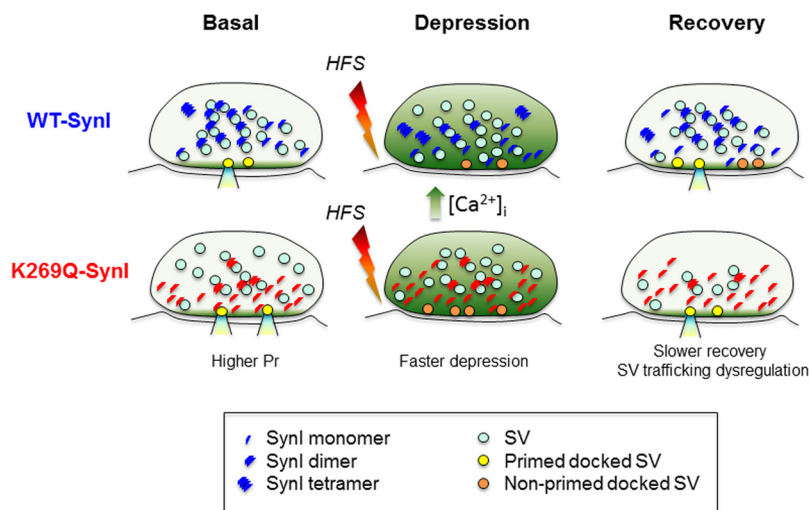 Basal
Depression
Recovery
HFS
WT-SynI
[Ca²⁺]ᵢ
HFS
K269Q-SynI
Higher Pr
Faster depression
Slower recovery
SV trafficking dysregulation
SynI monomer
SV
SynI dimer
Primed docked SV
SynI tetramer
Non-primed docked SV